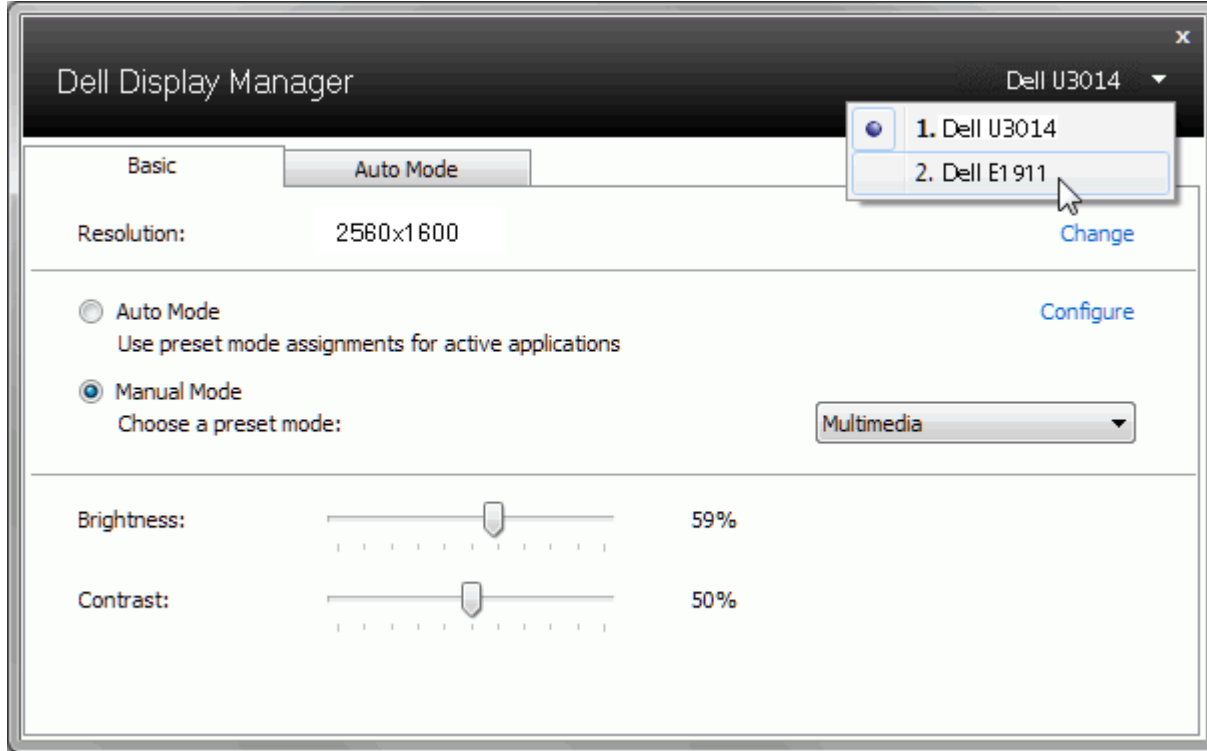 x
Dell Display Manager
Dell U3014
1. Dell U3014
2. Dell E1911
Basic
Auto Mode
Resolution:
2560x1600
Change
Auto Mode
Configure
Use preset mode assignments for active applications
Manual Mode
Choose a preset mode:
Multimedia
Brightness:
59%
Contrast:
50%